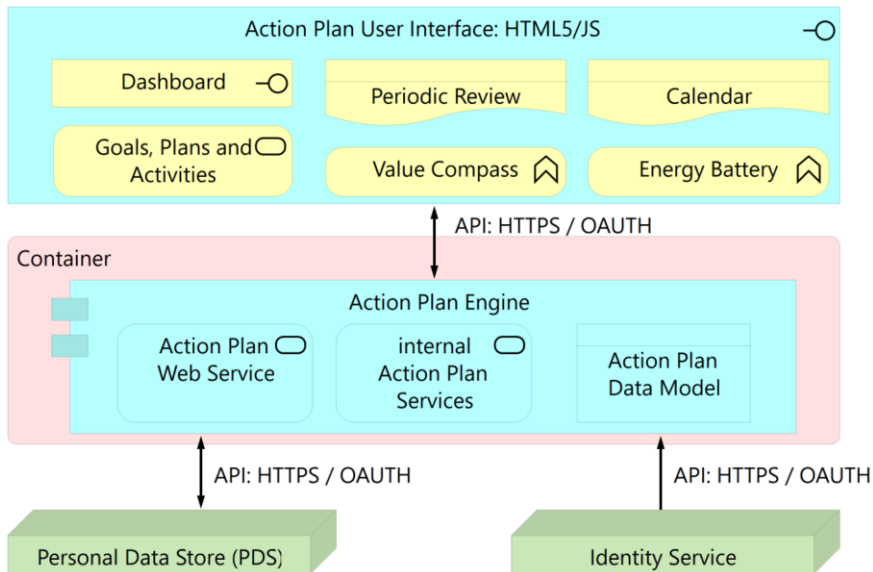 Action Plan User Interface: HTML5/JS
Dashboard
Periodic Review
Calendar
Goals, Plans and
Activities
Value Compass
Energy Battery
API: HTTPS / OAUTH
Container
Action Plan Engine
Action Plan
Web Service
internal
Action Plan
Services
Action Plan
Data Model
API: HTTPS / OAUTH
API: HTTPS / OAUTH
Personal Data Store (PDS)
Identity Service